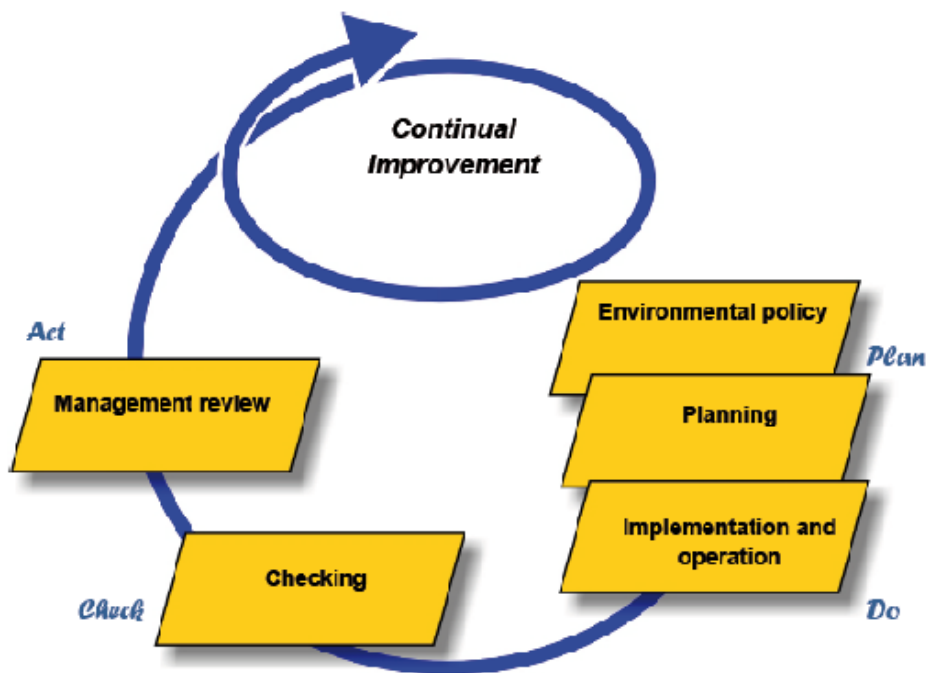 Continual
Improvement
Environmental policy
Plan
Planning
Implementation and
operation
Do
Checking
Check
Management review
Act